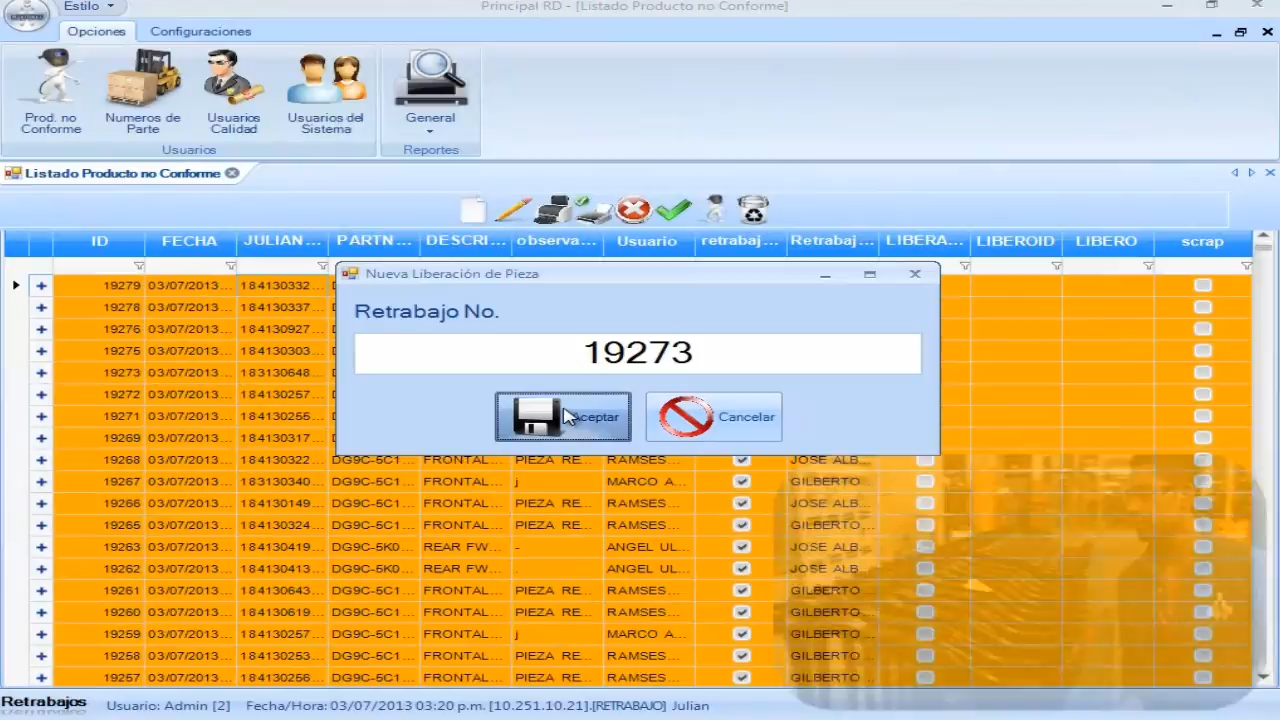 Estilo
Principal RD - [Listado Producto no Conforme]
Opciones Configuraciones
Prod. no Conforme
Numeros de Parte
Usuarios Calidad
Usuarios del Sistema
General
Usuarios
Reportes
Listado Producto no Conforme
ID FECHA JULIAN... PARTN... DESCRI... observa... Usuario retrabaj... Retrabaj... LIBERA... LIBEROID LIBERO scrap
Nueva Liberación de Pieza
Retrabajo No.
19273
Aceptar Cancelar
19279 03/07/2013... 184130332...
19278 03/07/2013... 184130337...
19276 03/07/2013... 184130927...
19275 03/07/2013... 184130303...
19273 03/07/2013... 183130648...
19272 03/07/2013... 184130257...
19271 03/07/2013... 184130255...
19269 03/07/2013... 184130317...
19268 03/07/2013... 184130322... DG9C-5C1... FRONTAL... PIEZA RE... RAMSES... JOSE ALB...
19267 03/07/2013... 183130340... DG9C-5C1... FRONTAL... j MARCO A... GILBERTO...
19266 03/07/2013... 184130149... DG9C-5C1... FRONTAL... PIEZA RE... RAMSES... JOSE ALB...
19265 03/07/2013... 184130324... DG9C-5C1... FRONTAL... PIEZA RE... RAMSES... GILBERTO...
19263 03/07/2013... 184130419... DG9C-5K0... REAR FW... - ANGEL UL... JOSE ALB...
19262 03/07/2013... 184130413... DG9C-5K0... REAR FW... . ANGEL UL... JOSE ALB...
19261 03/07/2013... 184130643... DG9C-5C1... FRONTAL... PIEZA RE... RAMSES... GILBERTO...
19260 03/07/2013... 184130619... DG9C-5C1... FRONTAL... PIEZA RE... RAMSES... GILBERTO...
19259 03/07/2013... 184130257... DG9C-5C1... FRONTAL... j MARCO A... GILBERTO...
19258 03/07/2013... 184130253... DG9C-5C1... FRONTAL... PIEZA RE... RAMSES... GILBERTO...
19257 03/07/2013... 184130256... DG9C-5C1... FRONTAL... PIEZA RE... RAMSES... GILBERTO...
Retrabajos Usuario: Admin [2] Fecha/Hora: 03/07/2013 03:20 p.m. [10.251.10.21].[RETRABAJO] Julian